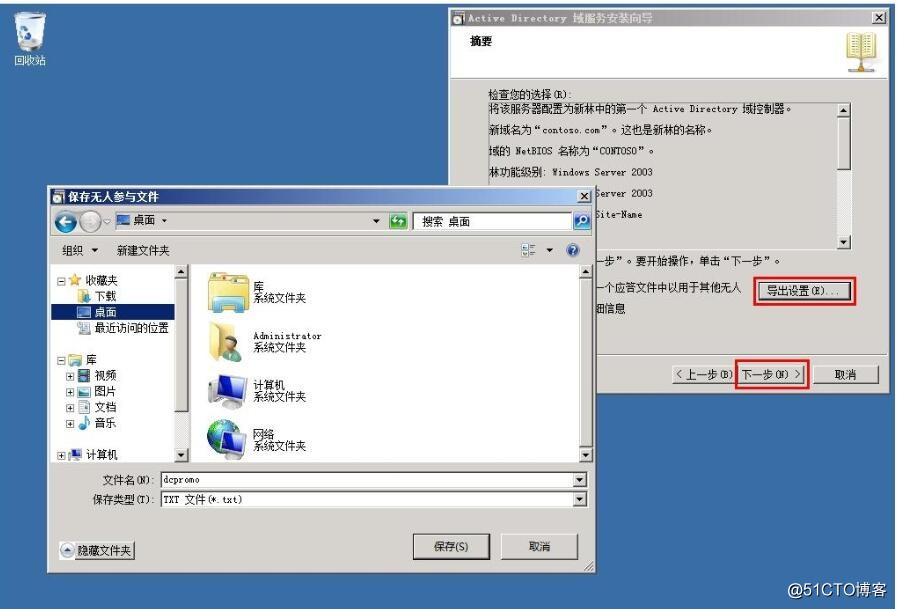 回收站
Active Directory 域服务安装向导
摘要
检查您的选择(R):
将该服务器配置为新林中的第一个 Active Directory 域控制器。
新域名为“contoso.com”。这也是新林的名称。
域的 NetBIOS 名称为“CONTOSO”。
林功能级别: Windows Server 2003
Server 2003
Site-Name
一步”。要开始操作，单击“下一步”。
一个应答文件中以用于其他无人
细信息
导出设置(E)...
< 上一步(B)
下一步(N) >
取消
保存无人参与文件
桌面
搜索 桌面
组织
新建文件夹
收藏夹
下载
桌面
最近访问的位置
库
视频
图片
文档
音乐
计算机
库
系统文件夹
Administrator
系统文件夹
计算机
系统文件夹
网络
系统文件夹
文件名(N):
dcpromo
保存类型(T):
TXT 文件(*.txt)
隐藏文件夹
保存(S)
取消
@51CTO博客